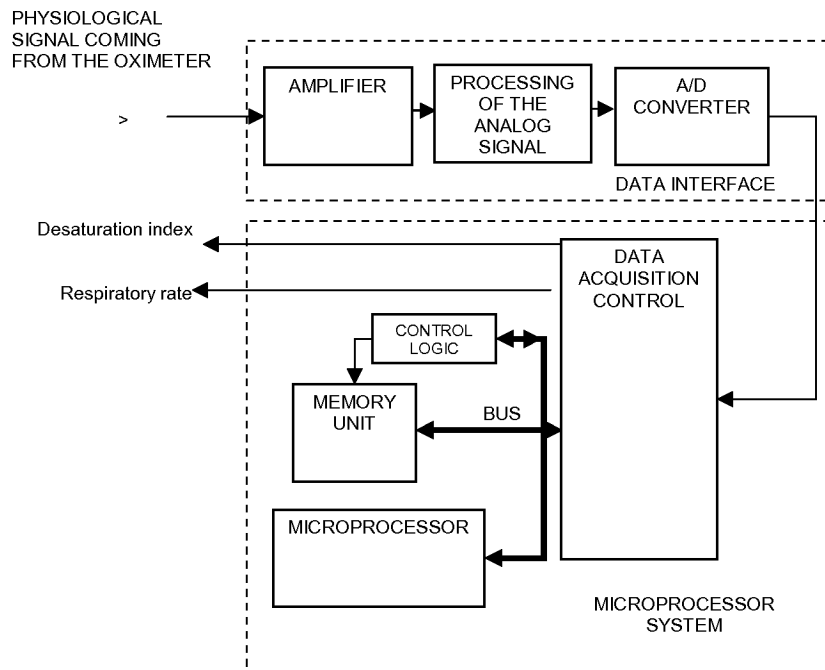 PHYSIOLOGICAL
SIGNAL COMING
FROM THE OXIMETER
>
AMPLIFIER
PROCESSING
OF THE
ANALOG
SIGNAL
A/D
CONVERTER
DATA INTERFACE
Desaturation index
Respiratory rate
DATA
ACQUISITION
CONTROL
CONTROL
LOGIC
MEMORY
UNIT
BUS
MICROPROCESSOR
MICROPROCESSOR
SYSTEM